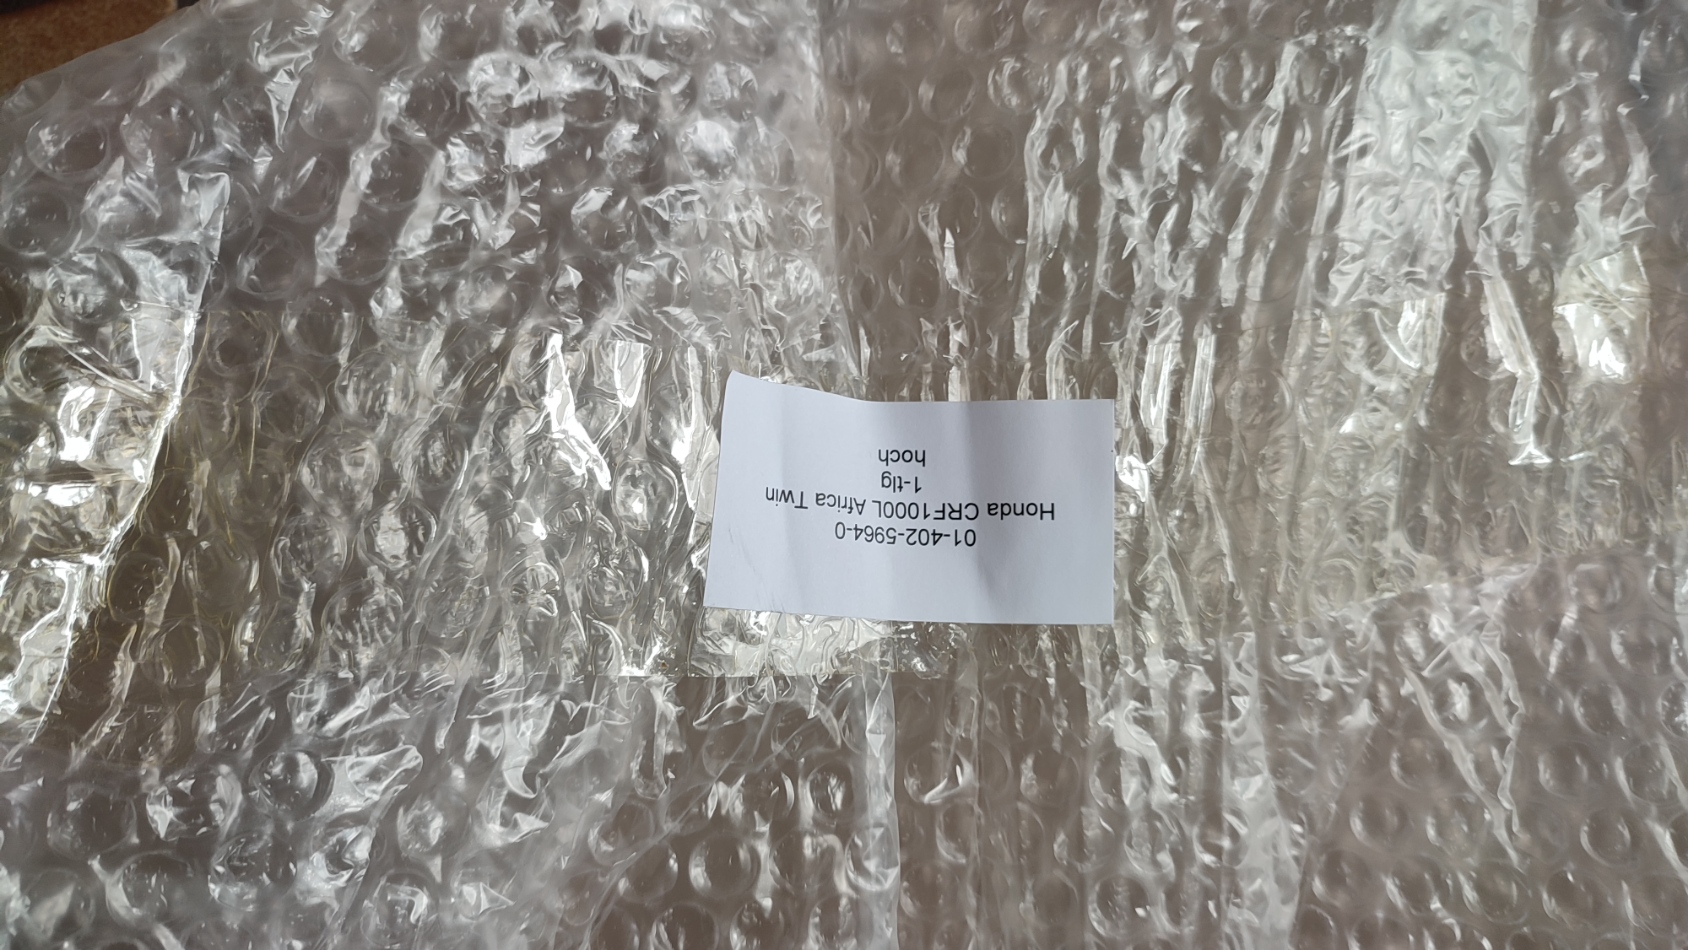 01-402-5964-0
Honda CRF1000L Africa Twin
1-tlg
hoch